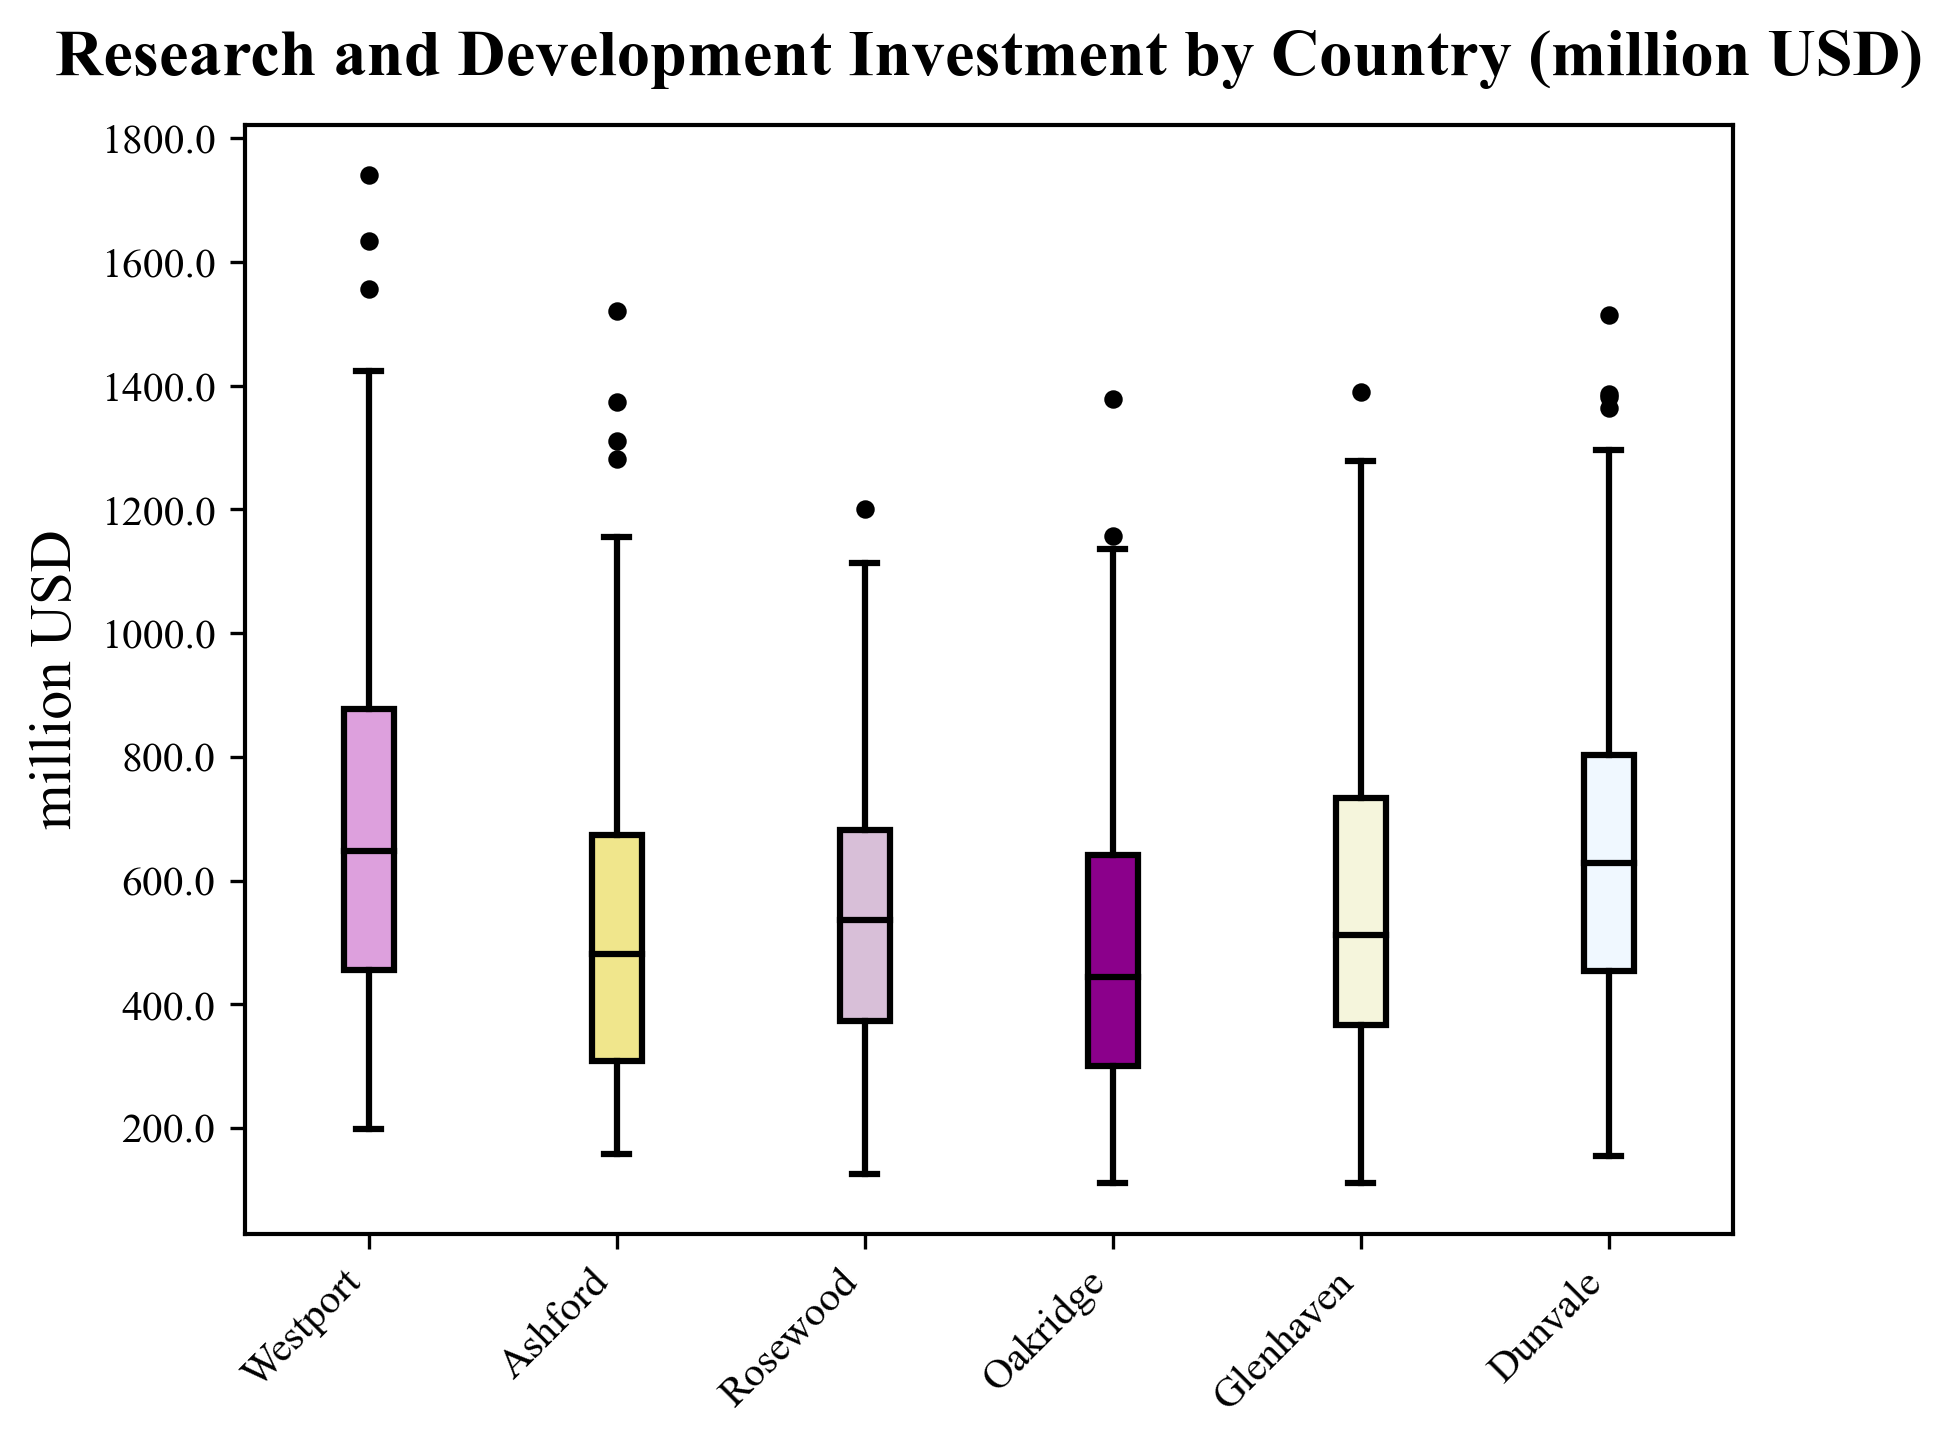 Research and Development Investment by Country (million USD)
million USD
1800.0
1600.0
1400.0
1200.0
1000.0
800.0
600.0
400.0
200.0
Westport
Ashford
Rosewood
Oakridge
Glenhaven
Dunvale